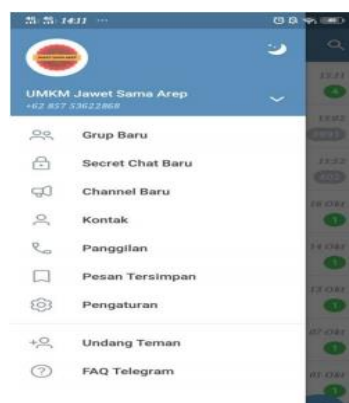 14:11
UMKM Jawet Sama Arep
+62 857 53622868
Grup Baru
Secret Chat Baru
Channel Baru
Kontak
Panggilan
Pesan Tersimpan
Pengaturan
Undang Teman
FAQ Telegram